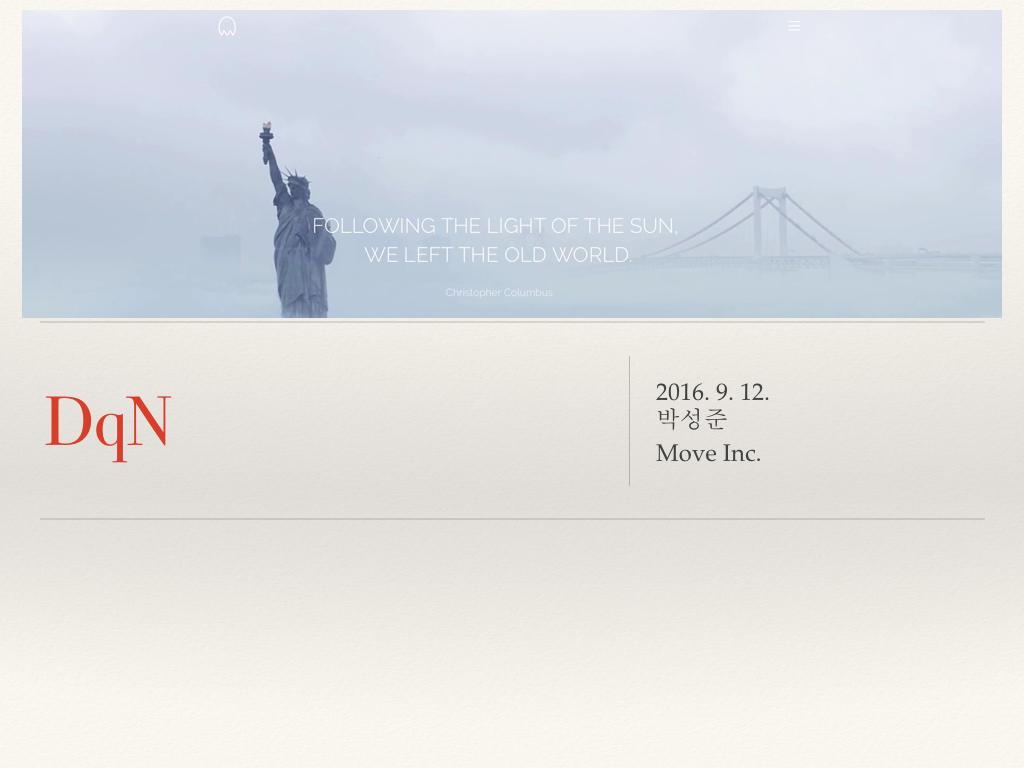 FOLLOWING THE LIGHT OF THE SUN,
WE LEFT THE OLD WORLD.
Christopher Columbus
DqN
2016. 9. 12.
박성준
Move Inc.